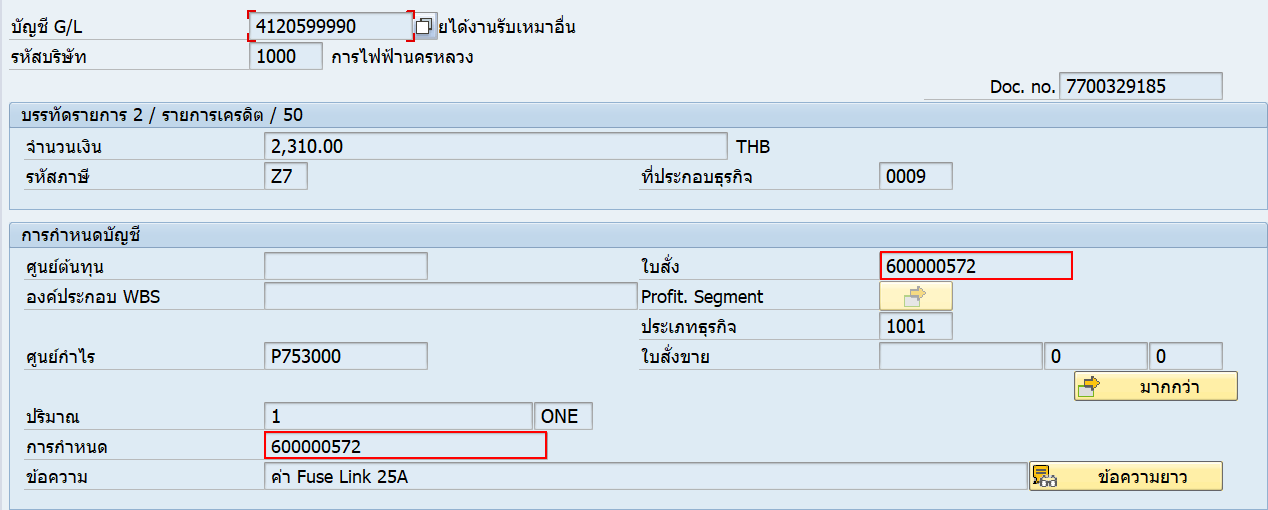 บัญชี G/L 4120599990 ยได้งานรับเหมาอื่น
รหัสบริษัท 1000 การไฟฟ้านครหลวง
Doc. no. 7700329185
บรรทัดรายการ 2 / รายการเครดิต / 50
จำนวนเงิน 2,310.00 THB
รหัสภาษี Z7 ที่ประกอบธุรกิจ 0009
การกำหนดบัญชี
ศูนย์ต้นทุน ใบสั่ง 600000572
องค์ประกอบ WBS Profit. Segment
ประเภทธุรกิจ 1001
ศูนย์กำไร P753000 ใบสั่งขาย 0 0
มากกว่า
ปริมาณ 1 ONE
การกำหนด 600000572
ข้อความ ค่า Fuse Link 25A ข้อความยาว